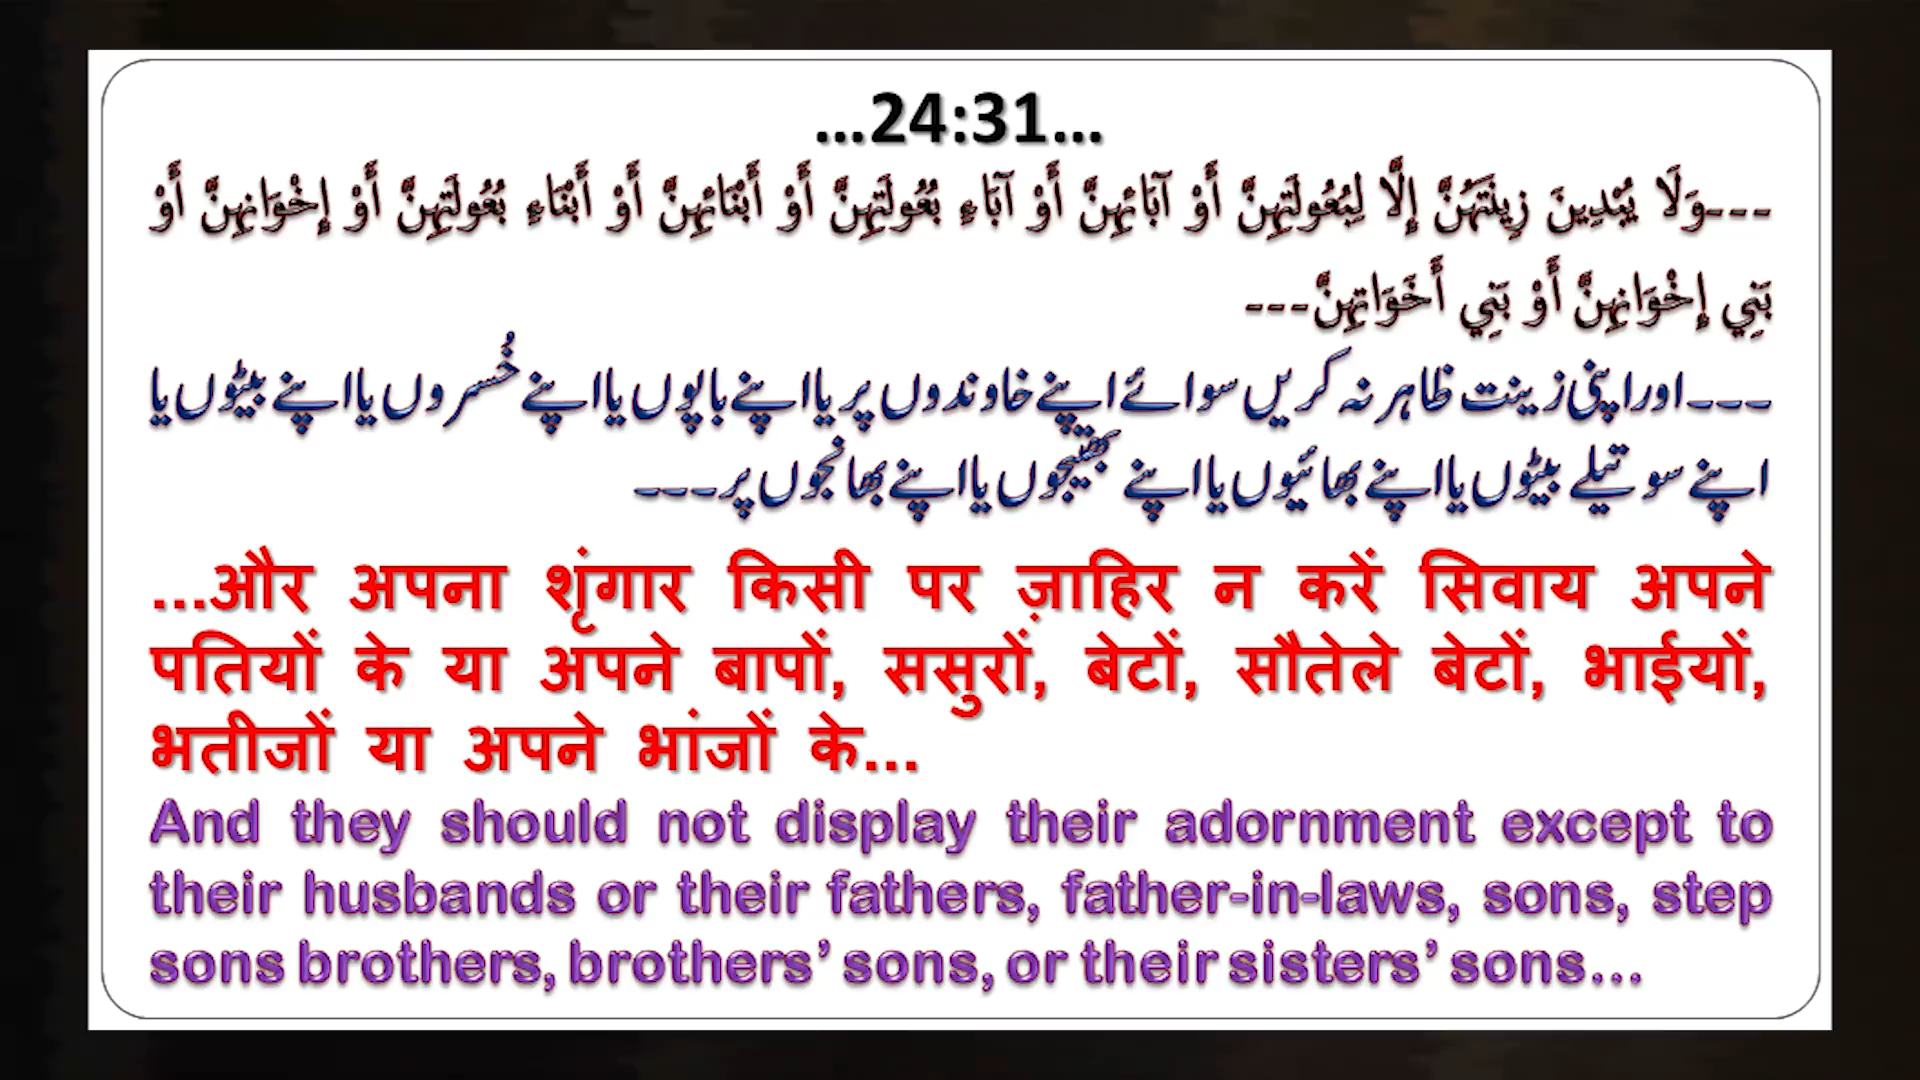 ...24:31...
---وَلَا يُبْدِينَ زِينَتَهُنَّ إِلَّا لِبُعُولَتِهِنَّ أَوْ آبَائِهِنَّ أَوْ آبَاءِ بُعُولَتِهِنَّ أَوْ أَبْنَائِهِنَّ أَوْ أَبْنَاءِ بُعُولَتِهِنَّ أَوْ إِخْوَانِهِنَّ أَوْ
بَنِي إِخْوَانِهِنَّ أَوْ بَنِي أَخَوَاتِهِنَّ---
---اور اپنی زینت ظاہر نہ کریں سوائے اپنے خاوندوں پر یا اپنے باپوں یا اپنے خُسروں یا اپنے بیٹوں یا
اپنے سوتیلے بیٹوں یا اپنے بھائیوں یا اپنے بھتیجوں یا اپنے بھانجوں پر---
...और अपना शृंगार किसी पर ज़ाहिर न करें सिवाय अपने
पतियों के या अपने बापों, ससुरों, बेटों, सौतेले बेटों, भाईयों,
भतीजों या अपने भांजों के...
And they should not display their adornment except to
their husbands or their fathers, father-in-laws, sons, step
sons brothers, brothers’ sons, or their sisters’ sons...